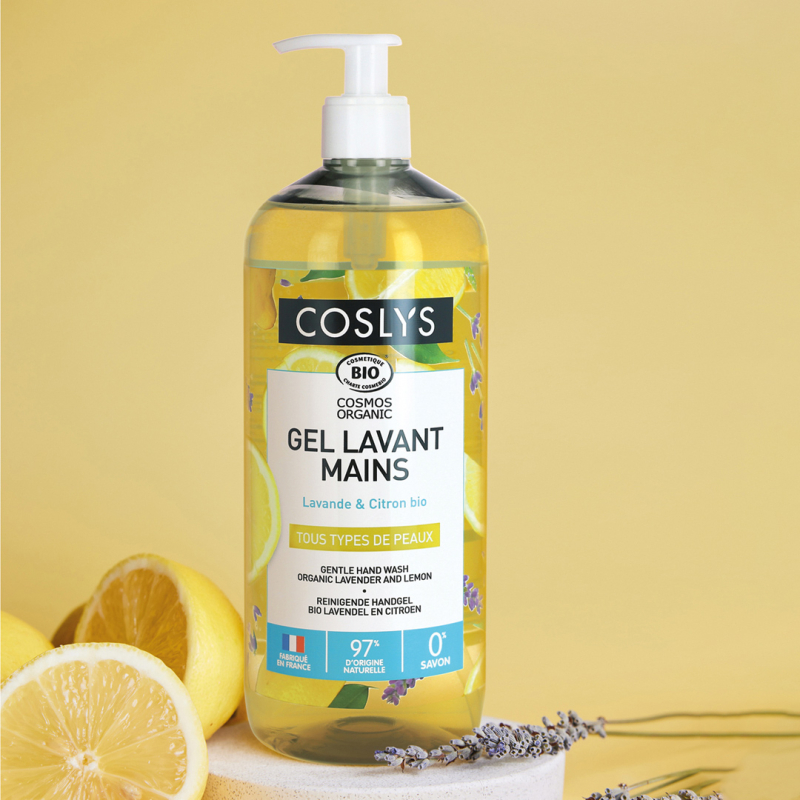 COSLYS
COSMETIQUE
BIO
CHARTE COSMEBIO
COSMOS
ORGANIC
GEL LAVANT
MAINS
Lavande & Citron bio
TOUS TYPES DE PEAUX
GENTLE HAND WASH
ORGANIC LAVENDER AND LEMON
•
REINIGENDE HANDGEL
BIO LAVENDEL EN CITROEN
FABRIQUÉ
EN FRANCE
97%
D'ORIGINE
NATURELLE
0%
SAVON